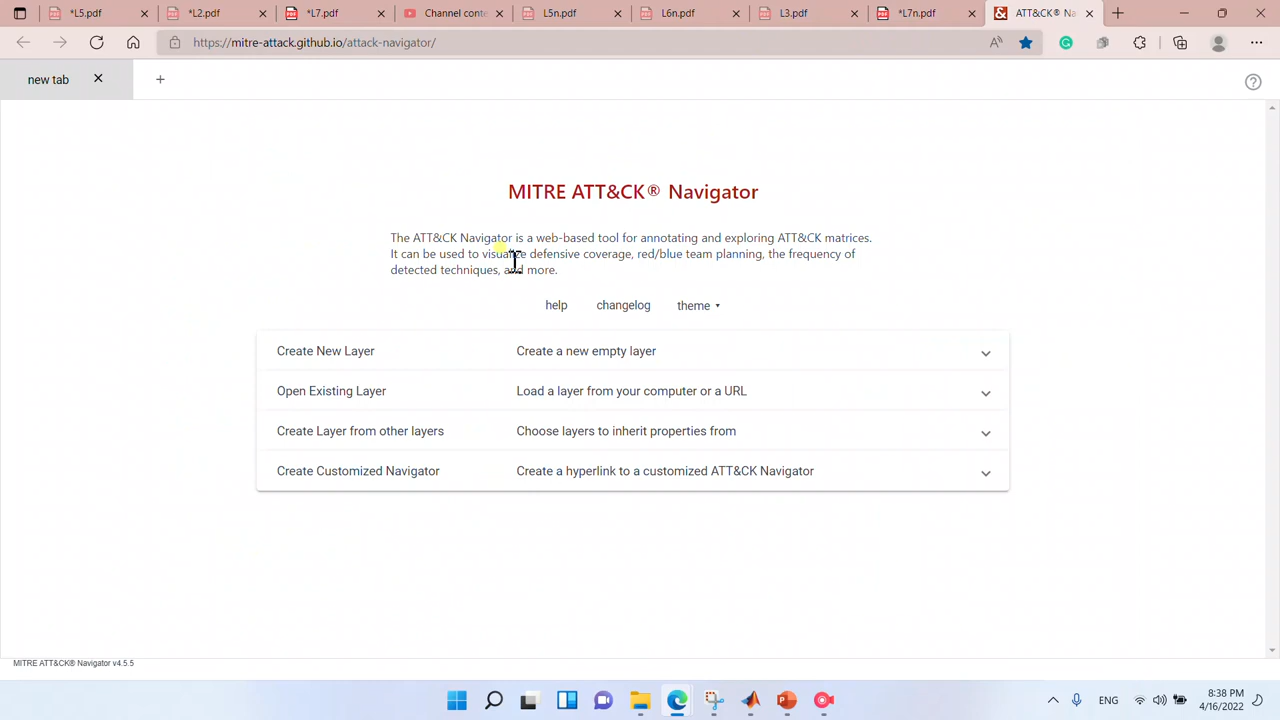 *L5.pdf
*L2.pdf
*L7.pdf
Channel conte
L5n.pdf
L6n.pdf
L3.pdf
*L7n.pdf
ATT&CK® Na
https://mitre-attack.github.io/attack-navigator/
new tab
MITRE ATT&CK® Navigator
The ATT&CK Navigator is a web-based tool for annotating and exploring ATT&CK matrices.
It can be used to visualize defensive coverage, red/blue team planning, the frequency of
detected techniques, and more.
help changelog theme
Create New Layer Create a new empty layer
Open Existing Layer Load a layer from your computer or a URL
Create Layer from other layers Choose layers to inherit properties from
Create Customized Navigator Create a hyperlink to a customized ATT&CK Navigator
MITRE ATT&CK® Navigator v4.5.5
ENG
8:38 PM
4/16/2022